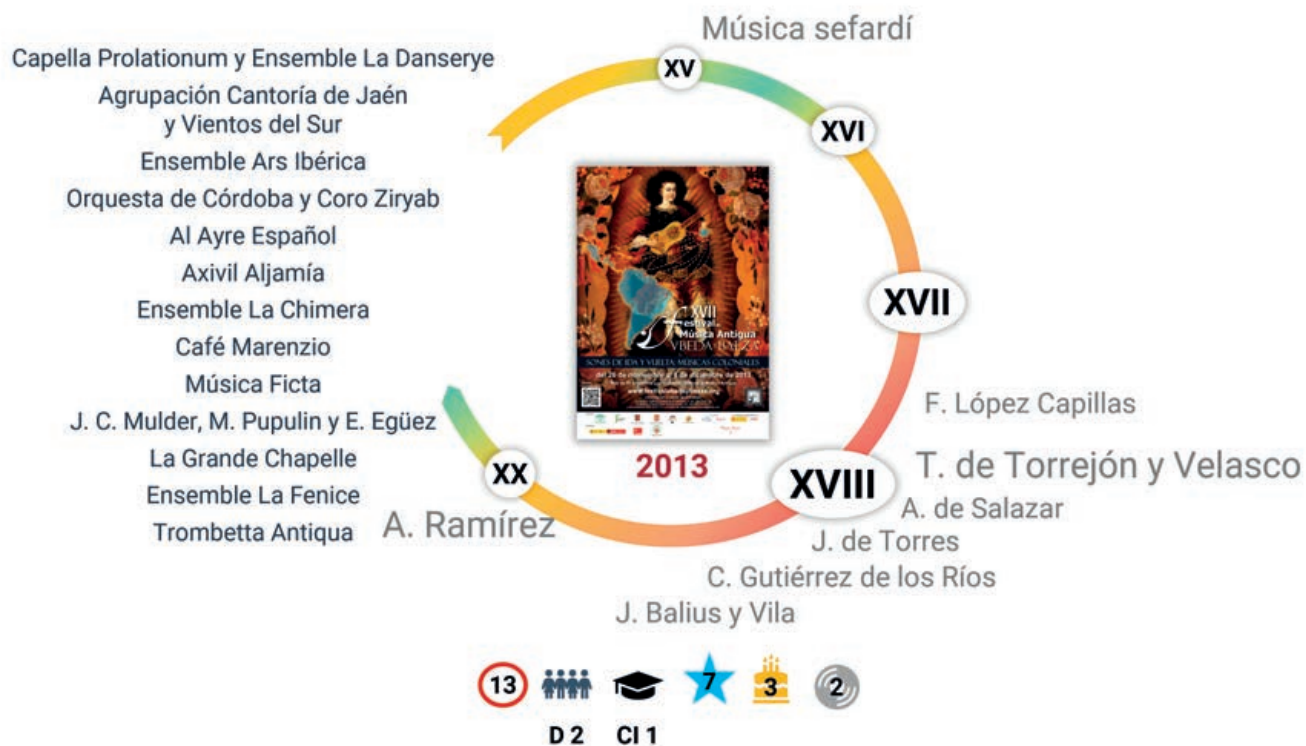 Música sefardí
Capella Prolationum y Ensemble La Danserye
Agrupación Cantoría de Jaén
y Vientos del Sur
Ensemble Ars Ibérica
Orquesta de Córdoba y Coro Ziryab
Al Ayre Español
Axivil Aljamía
Ensemble La Chimera
Café Marenzio
Música Ficta
J. C. Mulder, M. Pupulin y E. Egüez
La Grande Chapelle
Ensemble La Fenice
Trombetta Antiqua
XV
XVI
XVII
XVIII
XX
XVII
Festival de
Música Antigua
VBEDA BAEZA
SONES DE IDA Y VUELTA: MÚSICAS COLONIALES
2013
F. López Capillas
T. de Torrejón y Velasco
A. de Salazar
J. de Torres
C. Gutiérrez de los Ríos
J. Balius y Vila
A. Ramírez
13
7
3
2
D 2
CI 1